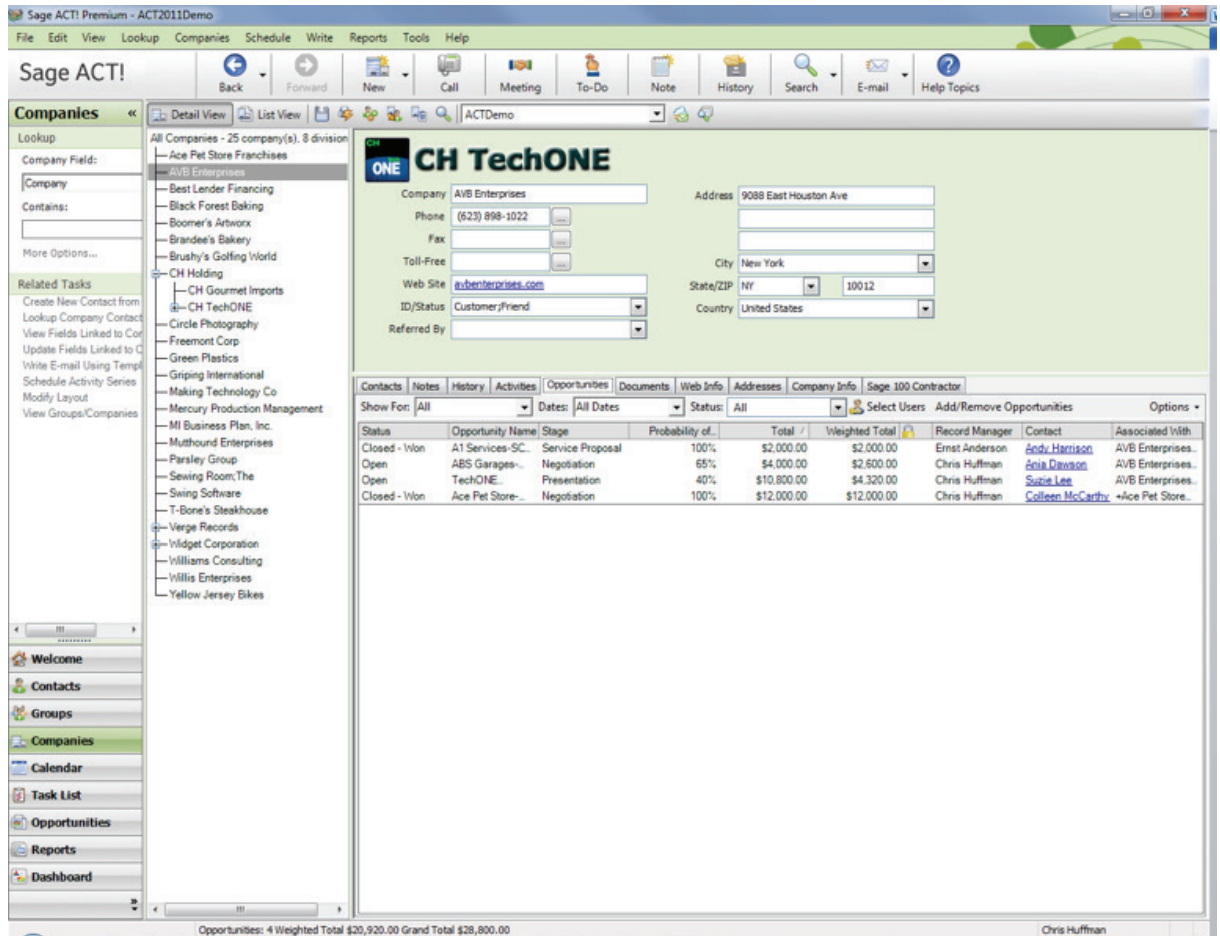 Sage ACT! Premium - ACT2011Demo
File Edit View Lookup Companies Schedule Write Reports Tools Help
Sage ACT!
Back Forward New Call Meeting To-Do Note History Search E-mail Help Topics
Companies «
Detail View List View ACTDemo
Lookup
Company Field:
Company
Contains:
More Options...
Related Tasks
Create New Contact from
Lookup Company Contact
View Fields Linked to Con
Update Fields Linked to C
Write E-mail Using Templ
Schedule Activity Series
Modify Layout
View Groups/Companies
Welcome
Contacts
Groups
Companies
Calendar
Task List
Opportunities
Reports
Dashboard
All Companies - 25 company(s), 8 division
Ace Pet Store Franchises
AVB Enterprises
Best Lender Financing
Black Forest Baking
Boomer's Artworx
Brandee's Bakery
Brushy's Golfing World
CH Holding
CH Gourmet Imports
CH TechONE
Circle Photography
Freemont Corp
Green Plastics
Griping International
Making Technology Co
Mercury Production Management
MI Business Plan, Inc.
Mutthound Enterprises
Parsley Group
Sewing Room;The
Swing Software
T-Bone's Steakhouse
Verge Records
Widget Corporation
Williams Consulting
Willis Enterprises
Yellow Jersey Bikes
CH
ONE
CH TechONE
Company AVB Enterprises
Phone (623) 898-1022 ...
Fax ...
Toll-Free ...
Web Site avbenterprises.com
ID/Status Customer;Friend
Referred By
Address 9088 East Houston Ave
City New York
State/ZIP NY 10012
Country United States
Contacts Notes History Activities Opportunities Documents Web Info Addresses Company Info Sage 100 Contractor
Show For: All Dates: All Dates Status: All Select Users Add/Remove Opportunities Options
Status Opportunity Name Stage Probability of... Total / Weighted Total Record Manager Contact Associated With
Closed - Won A1 Services-SC... Service Proposal 100% $2,000.00 $2,000.00 Ernst Anderson Andy Harrison AVB Enterprises...
Open ABS Garages-... Negotiation 65% $4,000.00 $2,600.00 Chris Huffman Ania Dawson AVB Enterprises...
Open TechONE... Presentation 40% $10,800.00 $4,320.00 Chris Huffman Suzie Lee AVB Enterprises...
Closed - Won Ace Pet Store-... Negotiation 100% $12,000.00 $12,000.00 Chris Huffman Colleen McCarthy +Ace Pet Store...
Opportunities: 4 Weighted Total $20,920.00 Grand Total $28,800.00
Chris Huffman